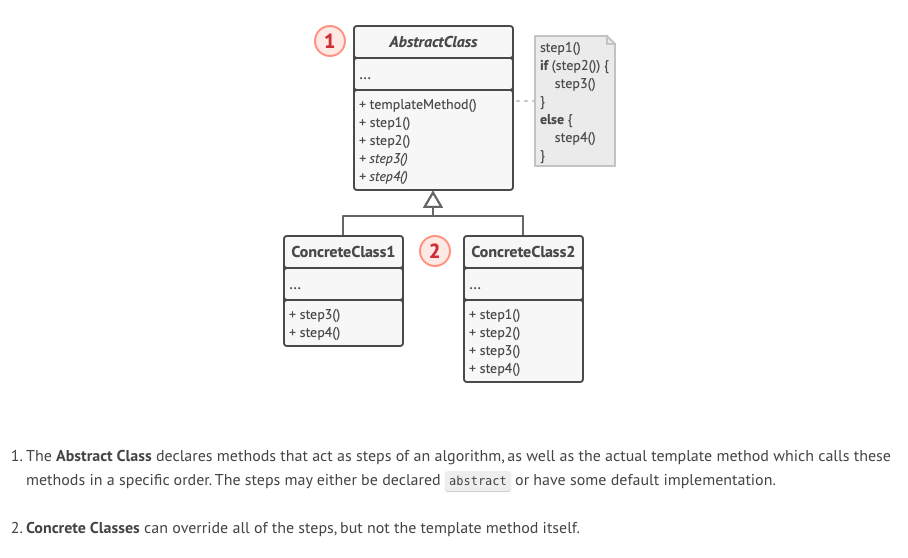 1
AbstractClass
...
+ templateMethod()
+ step1()
+ step2()
+ step3()
+ step4()
step1()
if (step2()) {
step3()
}
else {
step4()
}
2
ConcreteClass1
...
+ step3()
+ step4()
ConcreteClass2
...
+ step1()
+ step2()
+ step3()
+ step4()
1. The Abstract Class declares methods that act as steps of an algorithm, as well as the actual template method which calls these
methods in a specific order. The steps may either be declared abstract or have some default implementation.
2. Concrete Classes can override all of the steps, but not the template method itself.